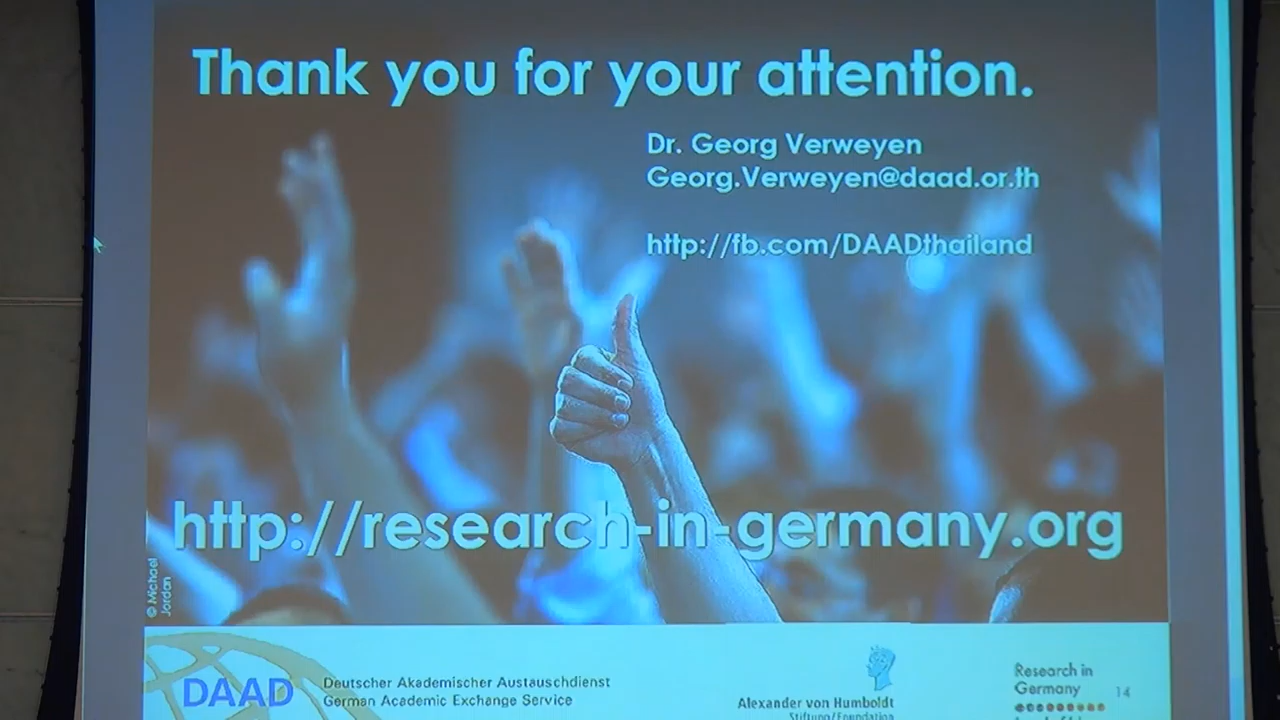 Thank you for your attention.
Dr. Georg Verweyen
Georg.Verweyen@daad.or.th
http://fb.com/DAADthailand
http://research-in-germany.org
© Michael
Jordan
DAAD
Deutscher Akademischer Austauschdienst
German Academic Exchange Service
Alexander von Humboldt
Stiftung/Foundation
Research in
Germany
14